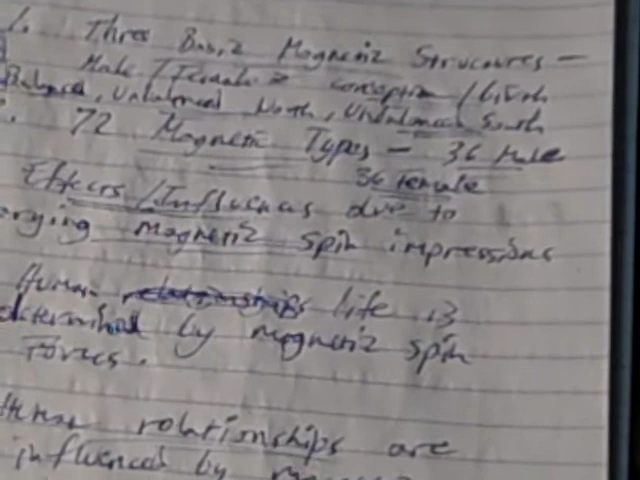 1. Three Basic Magnetic Structures –
Male / Female > conception / birth
Balanced, Unbalanced North, Unbalanced South
72 Magnetic Types – 36 Male
36 Female
Effects / Influences due to
rying magnetic spin impressions
Human relationships life is
determined by magnetic spin
Forces.
Human relationships are
influenced by